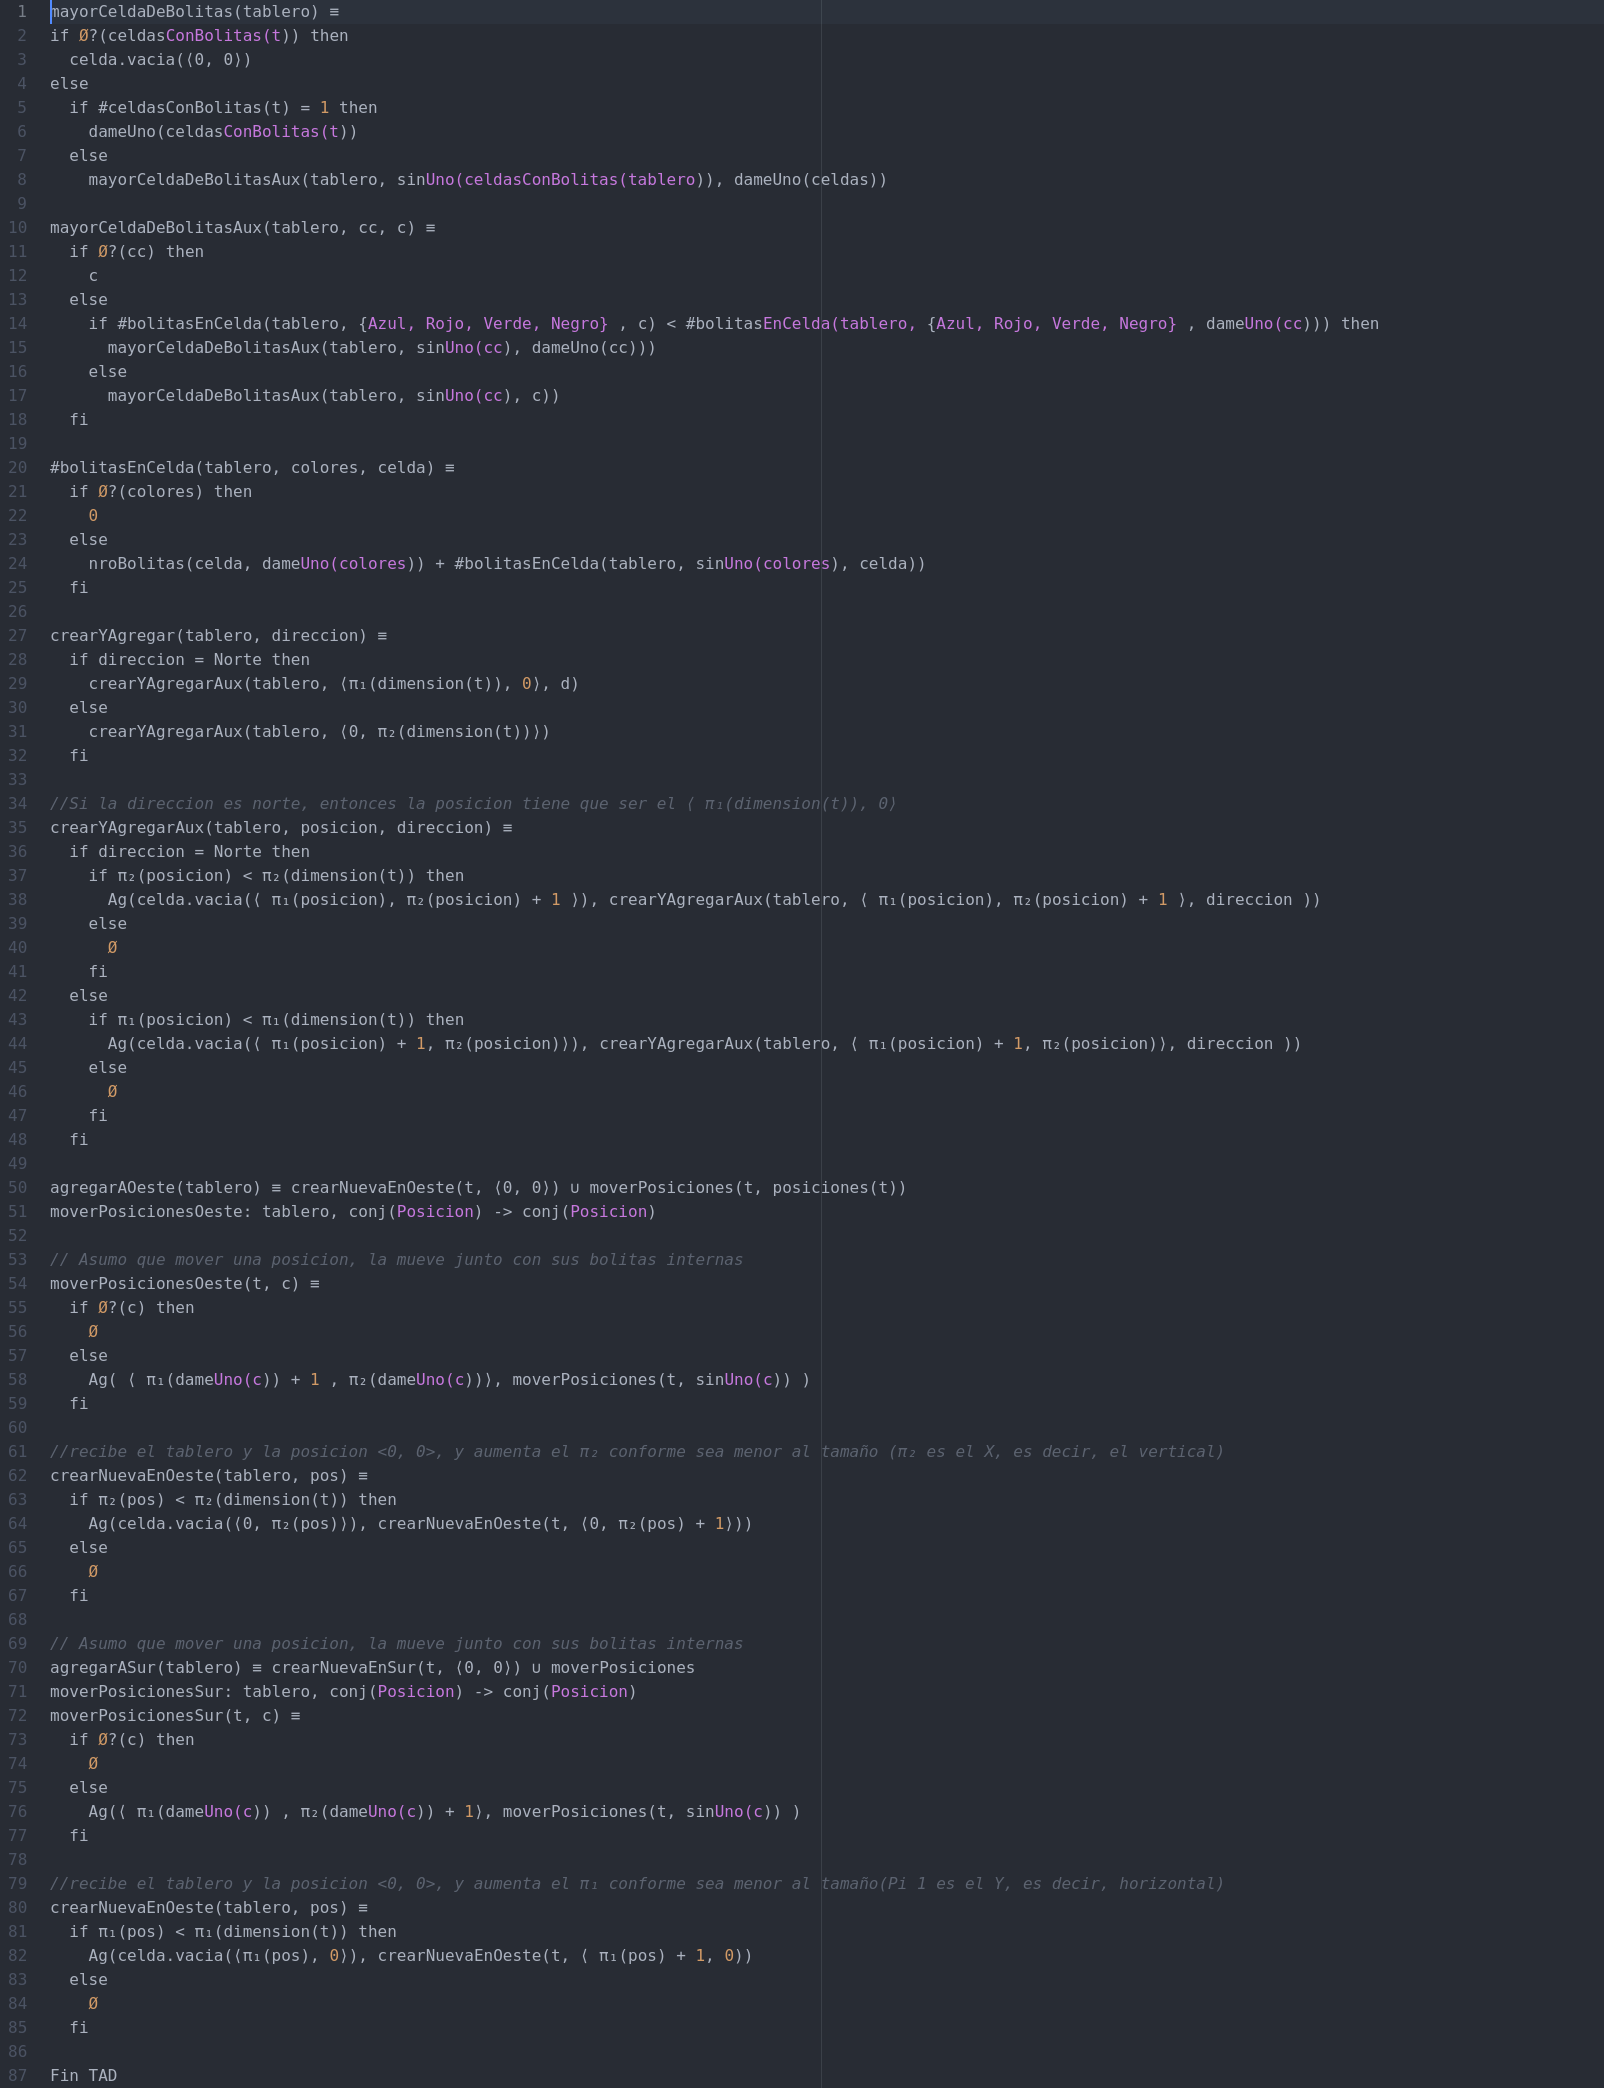 1 mayorCeldaDeBolitas(tablero) ≡
2 if Ø?(celdasConBolitas(t)) then
3   celda.vacia(⟨0, 0⟩)
4 else
5   if #celdasConBolitas(t) = 1 then
6     dameUno(celdasConBolitas(t))
7   else
8     mayorCeldaDeBolitasAux(tablero, sinUno(celdasConBolitas(tablero)), dameUno(celdas))
9
10 mayorCeldaDeBolitasAux(tablero, cc, c) ≡
11   if Ø?(cc) then
12     c
13   else
14     if #bolitasEnCelda(tablero, {Azul, Rojo, Verde, Negro} , c) < #bolitasEnCelda(tablero, {Azul, Rojo, Verde, Negro} , dameUno(cc))) then
15       mayorCeldaDeBolitasAux(tablero, sinUno(cc), dameUno(cc)))
16     else
17       mayorCeldaDeBolitasAux(tablero, sinUno(cc), c))
18   fi
19
20 #bolitasEnCelda(tablero, colores, celda) ≡
21   if Ø?(colores) then
22     0
23   else
24     nroBolitas(celda, dameUno(colores)) + #bolitasEnCelda(tablero, sinUno(colores), celda))
25   fi
26
27 crearYAgregar(tablero, direccion) ≡
28   if direccion = Norte then
29     crearYAgregarAux(tablero, ⟨π₁(dimension(t)), 0⟩, d)
30   else
31     crearYAgregarAux(tablero, ⟨0, π₂(dimension(t))⟩)
32   fi
33
34 //Si la direccion es norte, entonces la posicion tiene que ser el ⟨ π₁(dimension(t)), 0⟩
35 crearYAgregarAux(tablero, posicion, direccion) ≡
36   if direccion = Norte then
37     if π₂(posicion) < π₂(dimension(t)) then
38       Ag(celda.vacia(⟨ π₁(posicion), π₂(posicion) + 1 ⟩), crearYAgregarAux(tablero, ⟨ π₁(posicion), π₂(posicion) + 1 ⟩, direccion ))
39     else
40       Ø
41     fi
42   else
43     if π₁(posicion) < π₁(dimension(t)) then
44       Ag(celda.vacia(⟨ π₁(posicion) + 1, π₂(posicion)⟩), crearYAgregarAux(tablero, ⟨ π₁(posicion) + 1, π₂(posicion)⟩, direccion ))
45     else
46       Ø
47     fi
48   fi
49
50 agregarAOeste(tablero) ≡ crearNuevaEnOeste(t, ⟨0, 0⟩) ∪ moverPosiciones(t, posiciones(t))
51 moverPosicionesOeste: tablero, conj(Posicion) -> conj(Posicion)
52
53 // Asumo que mover una posicion, la mueve junto con sus bolitas internas
54 moverPosicionesOeste(t, c) ≡
55   if Ø?(c) then
56     Ø
57   else
58     Ag( ⟨ π₁(dameUno(c)) + 1 , π₂(dameUno(c))⟩, moverPosiciones(t, sinUno(c)) )
59   fi
60
61 //recibe el tablero y la posicion <0, 0>, y aumenta el π₂ conforme sea menor al tamaño (π₂ es el X, es decir, el vertical)
62 crearNuevaEnOeste(tablero, pos) ≡
63   if π₂(pos) < π₂(dimension(t)) then
64     Ag(celda.vacia(⟨0, π₂(pos)⟩), crearNuevaEnOeste(t, ⟨0, π₂(pos) + 1⟩))
65   else
66     Ø
67   fi
68
69 // Asumo que mover una posicion, la mueve junto con sus bolitas internas
70 agregarASur(tablero) ≡ crearNuevaEnSur(t, ⟨0, 0⟩) ∪ moverPosiciones
71 moverPosicionesSur: tablero, conj(Posicion) -> conj(Posicion)
72 moverPosicionesSur(t, c) ≡
73   if Ø?(c) then
74     Ø
75   else
76     Ag(⟨ π₁(dameUno(c)) , π₂(dameUno(c)) + 1⟩, moverPosiciones(t, sinUno(c)) )
77   fi
78
79 //recibe el tablero y la posicion <0, 0>, y aumenta el π₁ conforme sea menor al tamaño(Pi 1 es el Y, es decir, horizontal)
80 crearNuevaEnOeste(tablero, pos) ≡
81   if π₁(pos) < π₁(dimension(t)) then
82     Ag(celda.vacia(⟨π₁(pos), 0⟩), crearNuevaEnOeste(t, ⟨ π₁(pos) + 1, 0⟩)
83   else
84     Ø
85   fi
86
87 Fin TAD